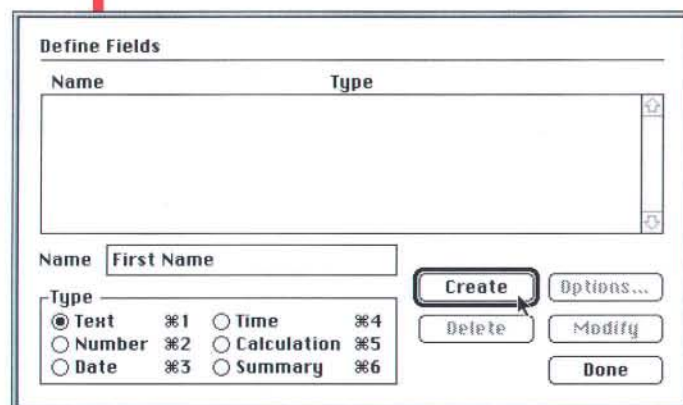 Define Fields
Name Type
Name First Name
Create Options...
Type
Text ⌘1 Time ⌘4
Delete Modify
Number ⌘2 Calculation ⌘5
Date ⌘3 Summary ⌘6
Done